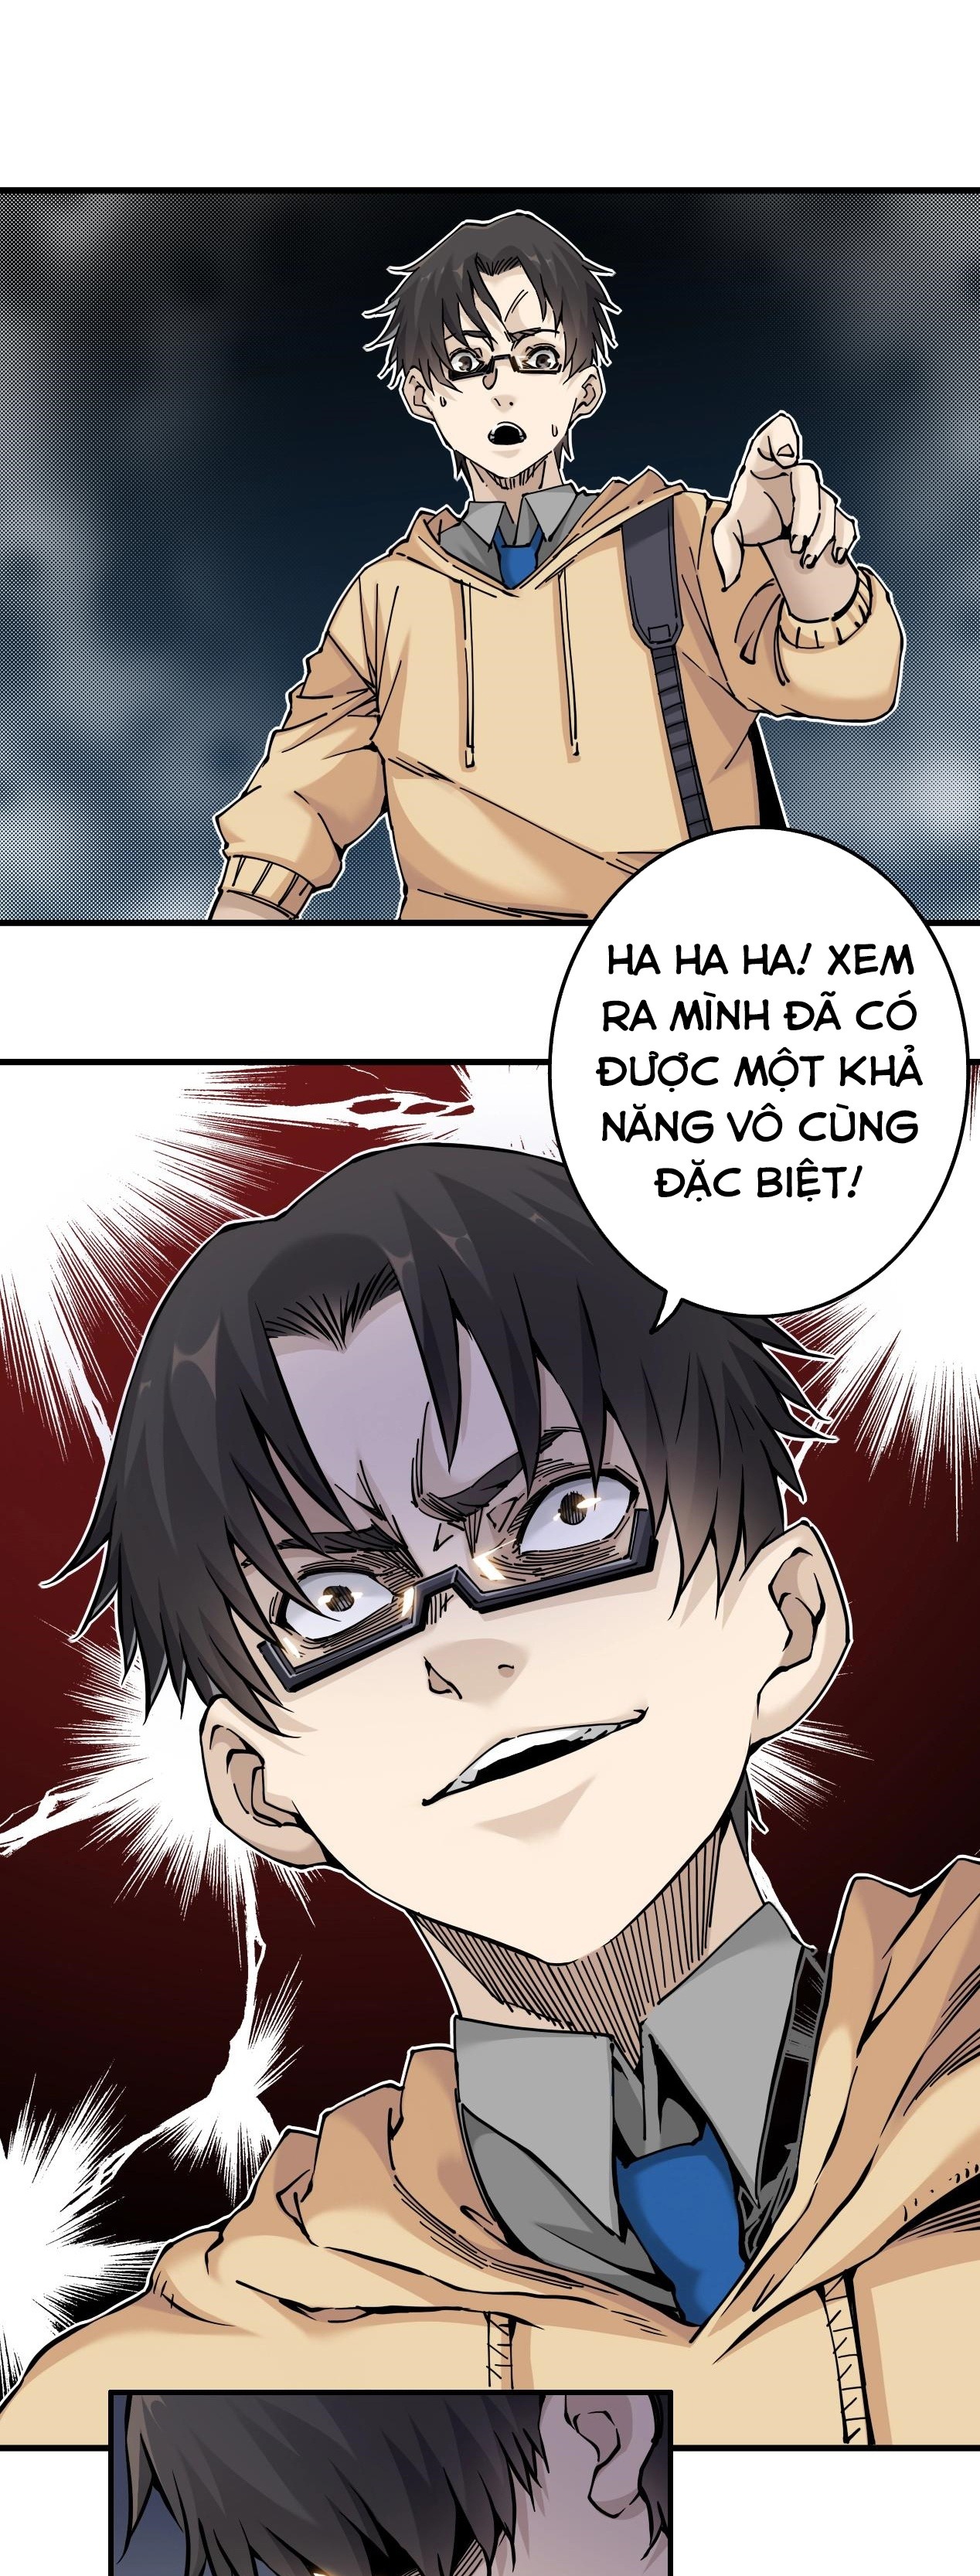 HA HA HA! XEM
RA MÌNH ĐÃ CÓ
ĐƯỢC MỘT KHẢ
NĂNG VÔ CÙNG
ĐẶC BIỆT!